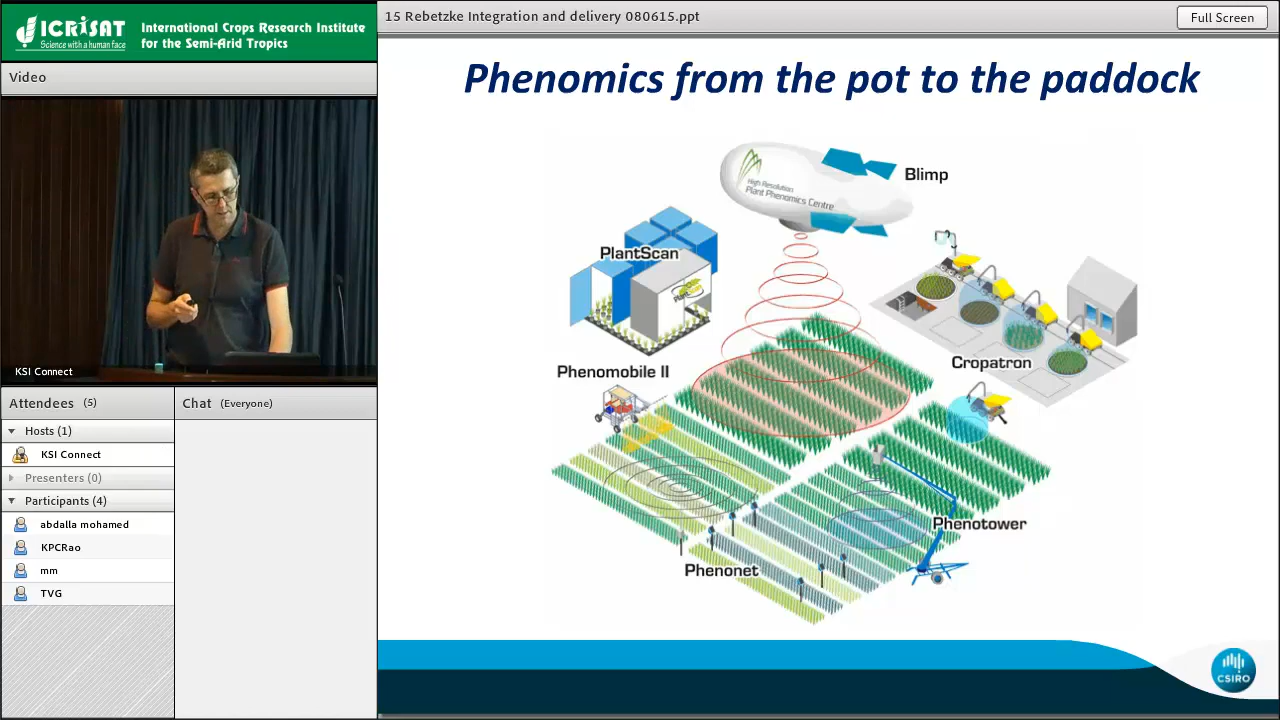 ICRISAT
Science with a human face
International Crops Research Institute
for the Semi-Arid Tropics
15 Rebetzke Integration and delivery 080615.ppt
Full Screen
Video
KSI Connect
Attendees (5)
Hosts (1)
KSI Connect
Presenters (0)
Participants (4)
abdalla mohamed
KPCRao
mm
TVG
Chat (Everyone)
Phenomics from the pot to the paddock
Blimp
High Resolution
Plant Phenomics Centre
PlantScan
Cropatron
Phenomobile II
Phenotower
Phenonet
CSIRO